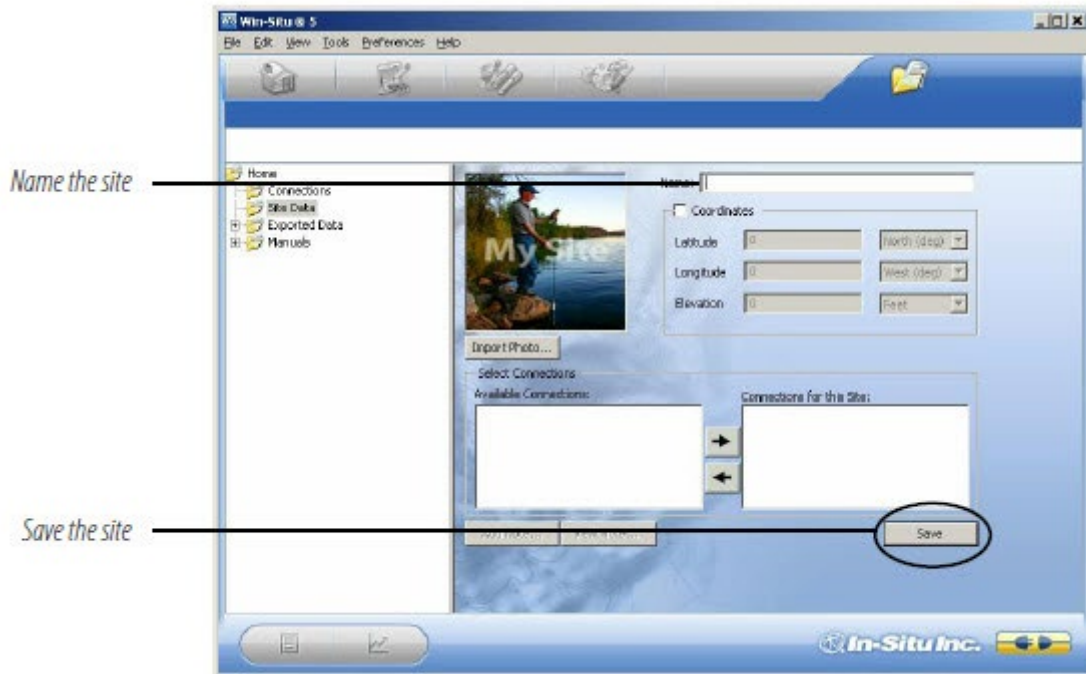 Win-Situ® 5
File Edit View Tools Preferences Help
Home
Connections
Site Data
Exported Data
Manuals
Name the site
Name:
My Site
Coordinates
Latitude 0 North (deg)
Longitude 0 West (deg)
Elevation 0 Feet
Import Photo...
Select Connections
Available Connections:
Connections for this Site:
Save the site
Save
In-Situ Inc.